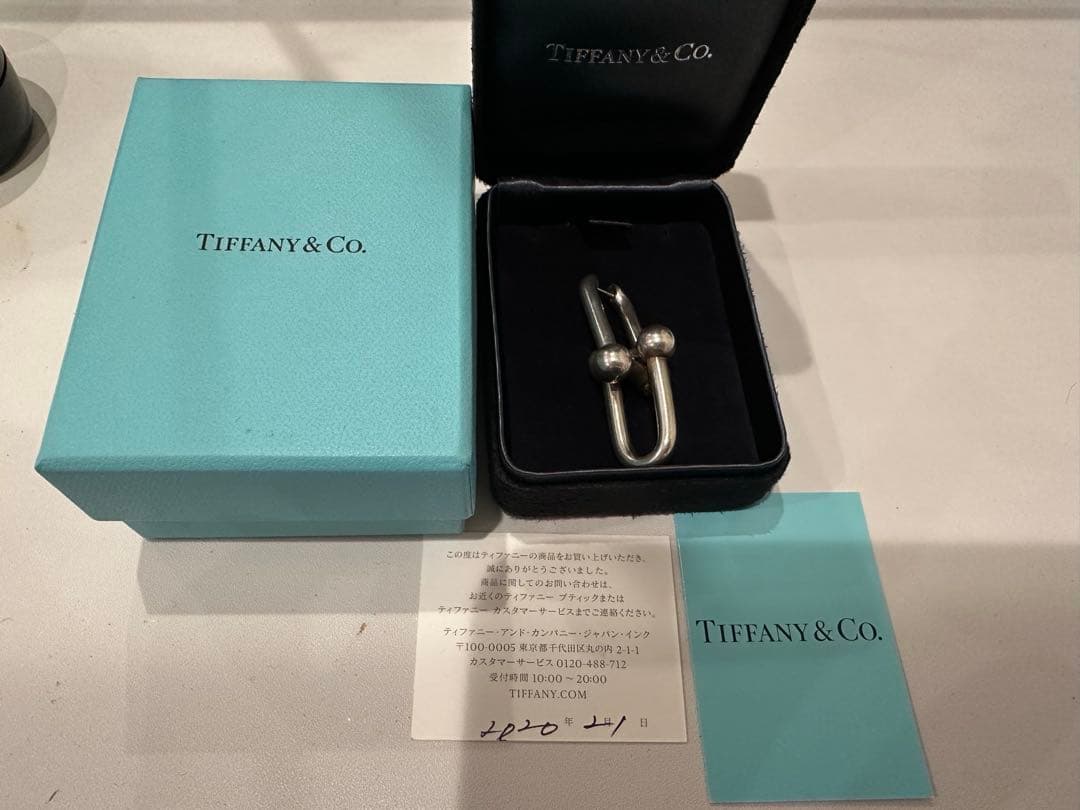 TIFFANY & CO.
TIFFANY & CO.
この度はティファニーの商品をお買い上げいただき、
誠にありがとうございました。
商品に関してのお問い合わせは、
お近くのティファニー ブティックまたは
ティファニー カスタマーサービスまでご連絡ください。
ティファニー・アンド・カンパニー・ジャパン・インク
〒100-0005 東京都千代田区丸の内 2-1-1
カスタマーサービス 0120-488-712
受付時間 10:00～20:00
TIFFANY.COM
2020 年 2月1 日
TIFFANY & CO.